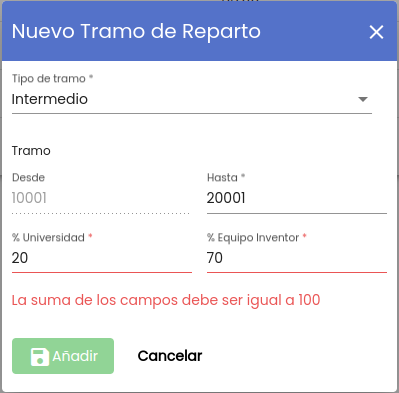 Nuevo Tramo de Reparto
Tipo de tramo *
Intermedio
Tramo
Desde
Hasta *
10001
20001
% Universidad *
% Equipo Inventor *
20
70
La suma de los campos debe ser igual a 100
Añadir
Cancelar